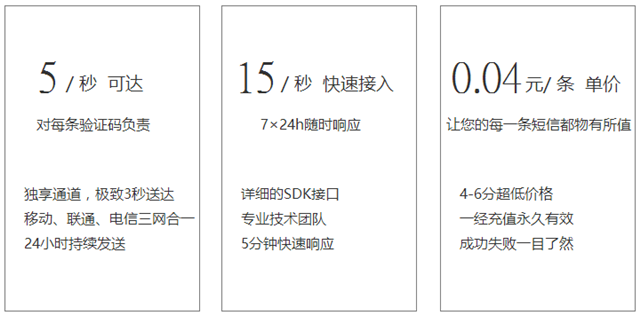 5 / 秒 可达
对每条验证码负责
独享通道，极致3秒送达
移动、联通、电信三网合一
24小时持续发送
15 / 秒 快速接入
7×24h随时响应
详细的SDK接口
专业技术团队
5分钟快速响应
0.04 元/ 条 单价
让您的每一条短信都物有所值
4-6分超低价格
一经充值永久有效
成功失败一目了然